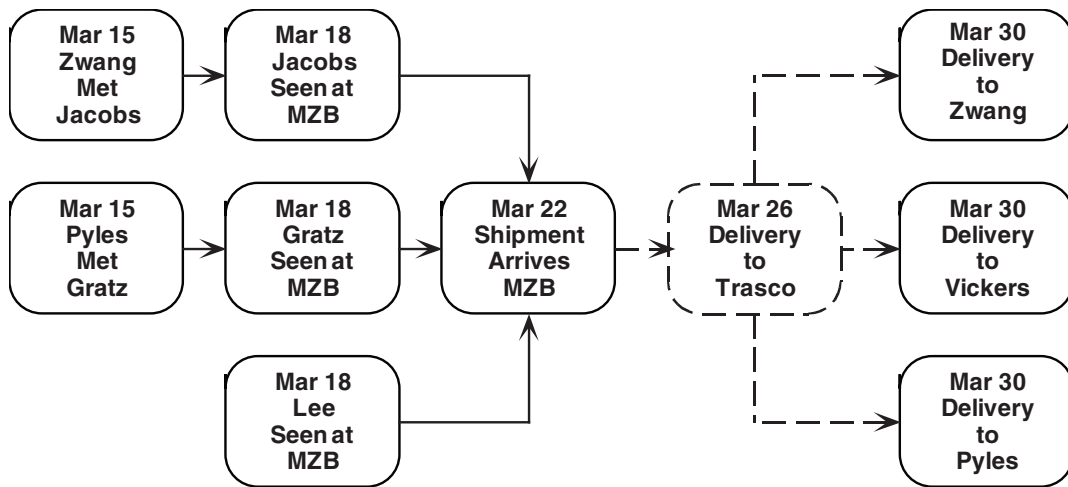 Mar 15
Zwang
Met
Jacobs
Mar 18
Jacobs
Seen at
MZB
Mar 30
Delivery
to
Zwang
Mar 15
Pyles
Met
Gratz
Mar 18
Gratz
Seen at
MZB
Mar 22
Shipment
Arrives
MZB
Mar 26
Delivery
to
Trasco
Mar 30
Delivery
to
Vickers
Mar 18
Lee
Seen at
MZB
Mar 30
Delivery
to
Pyles